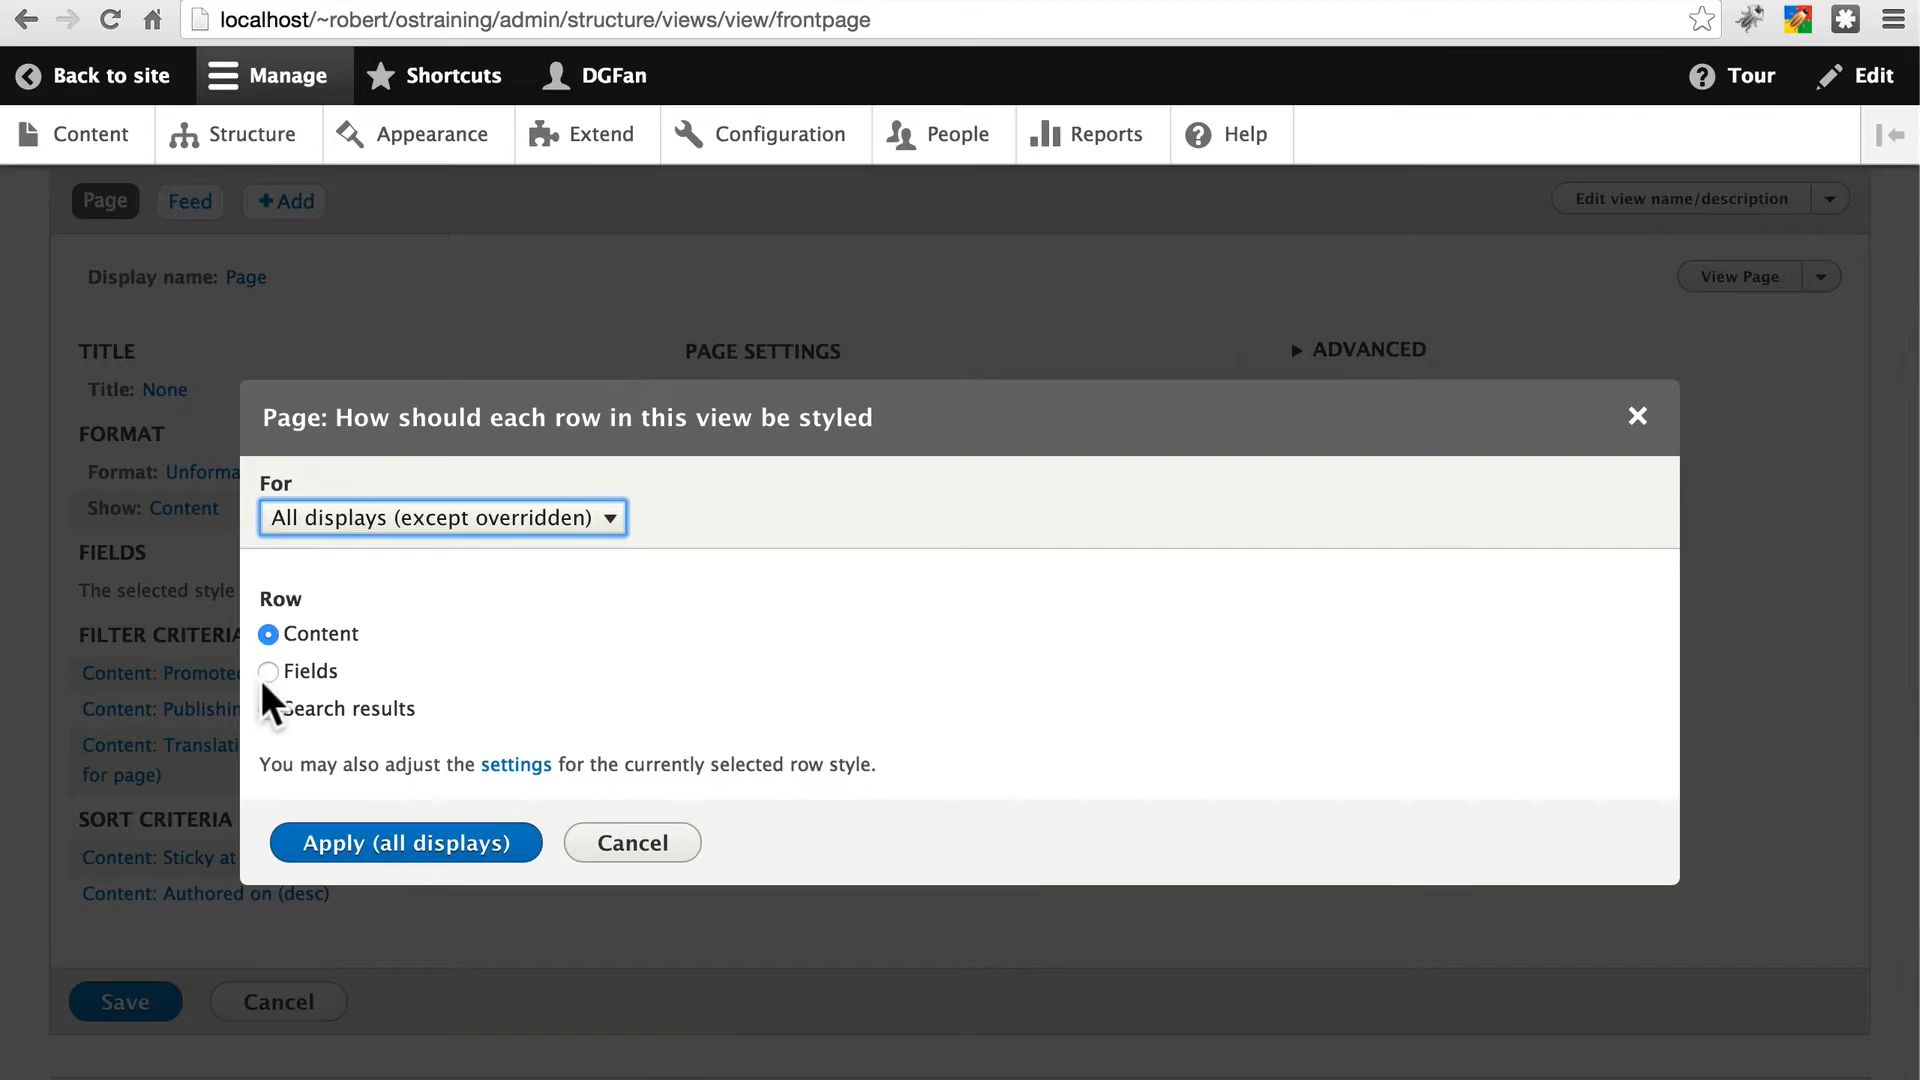 localhost/~robert/ostraining/admin/structure/views/view/frontpage
Back to site Manage Shortcuts DGFan Tour Edit
Content Structure Appearance Extend Configuration People Reports Help
Page Feed +Add Edit view name/description
Display name: Page View Page
TITLE PAGE SETTINGS ADVANCED
Title: None
FORMAT
Format:
Show: Content
FIELDS
The selected style
FILTER CRITERIA
Content:
Content:
Content:
for page)
SORT CRITERIA
Content: Sticky at
Content: Authored on (desc)
Page: How should each row in this view be styled
For
All displays (except overridden)
Row
Content
Fields
Search results
You may also adjust the settings for the currently selected row style.
Apply (all displays) Cancel
Save Cancel